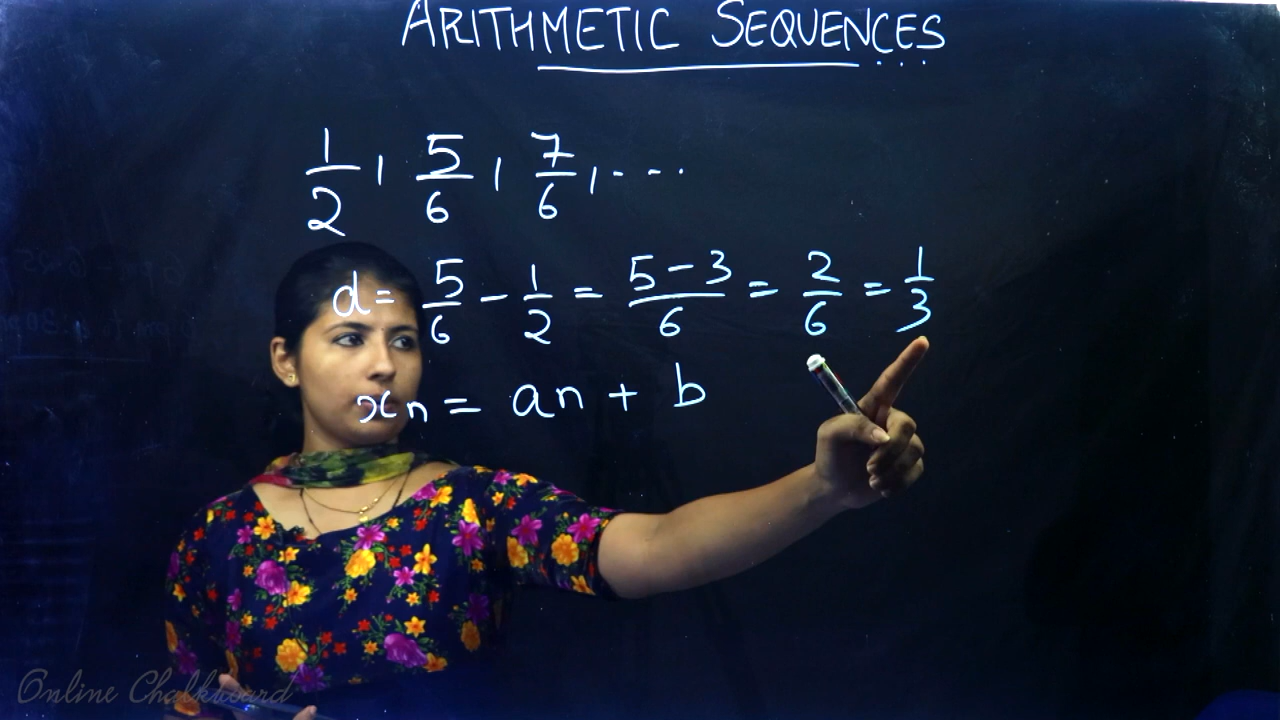 ARITHMETIC SEQUENCES...
1/2, 5/6, 7/6, ...
d = 5/6 - 1/2 = (5-3)/6 = 2/6 = 1/3
xn = an + b
Online Chalkboard